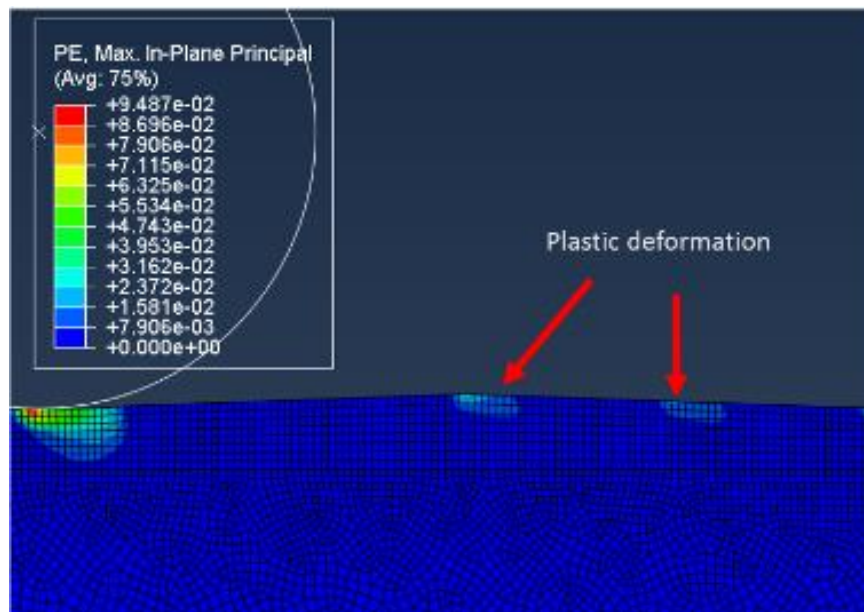 PE, Max. In-Plane Principal
(Avg: 75%)
+9.487e-02
+8.696e-02
+7.906e-02
+7.115e-02
+6.325e-02
+5.534e-02
+4.743e-02
+3.953e-02
+3.162e-02
+2.372e-02
+1.581e-02
+7.906e-03
+0.000e+00
Plastic deformation